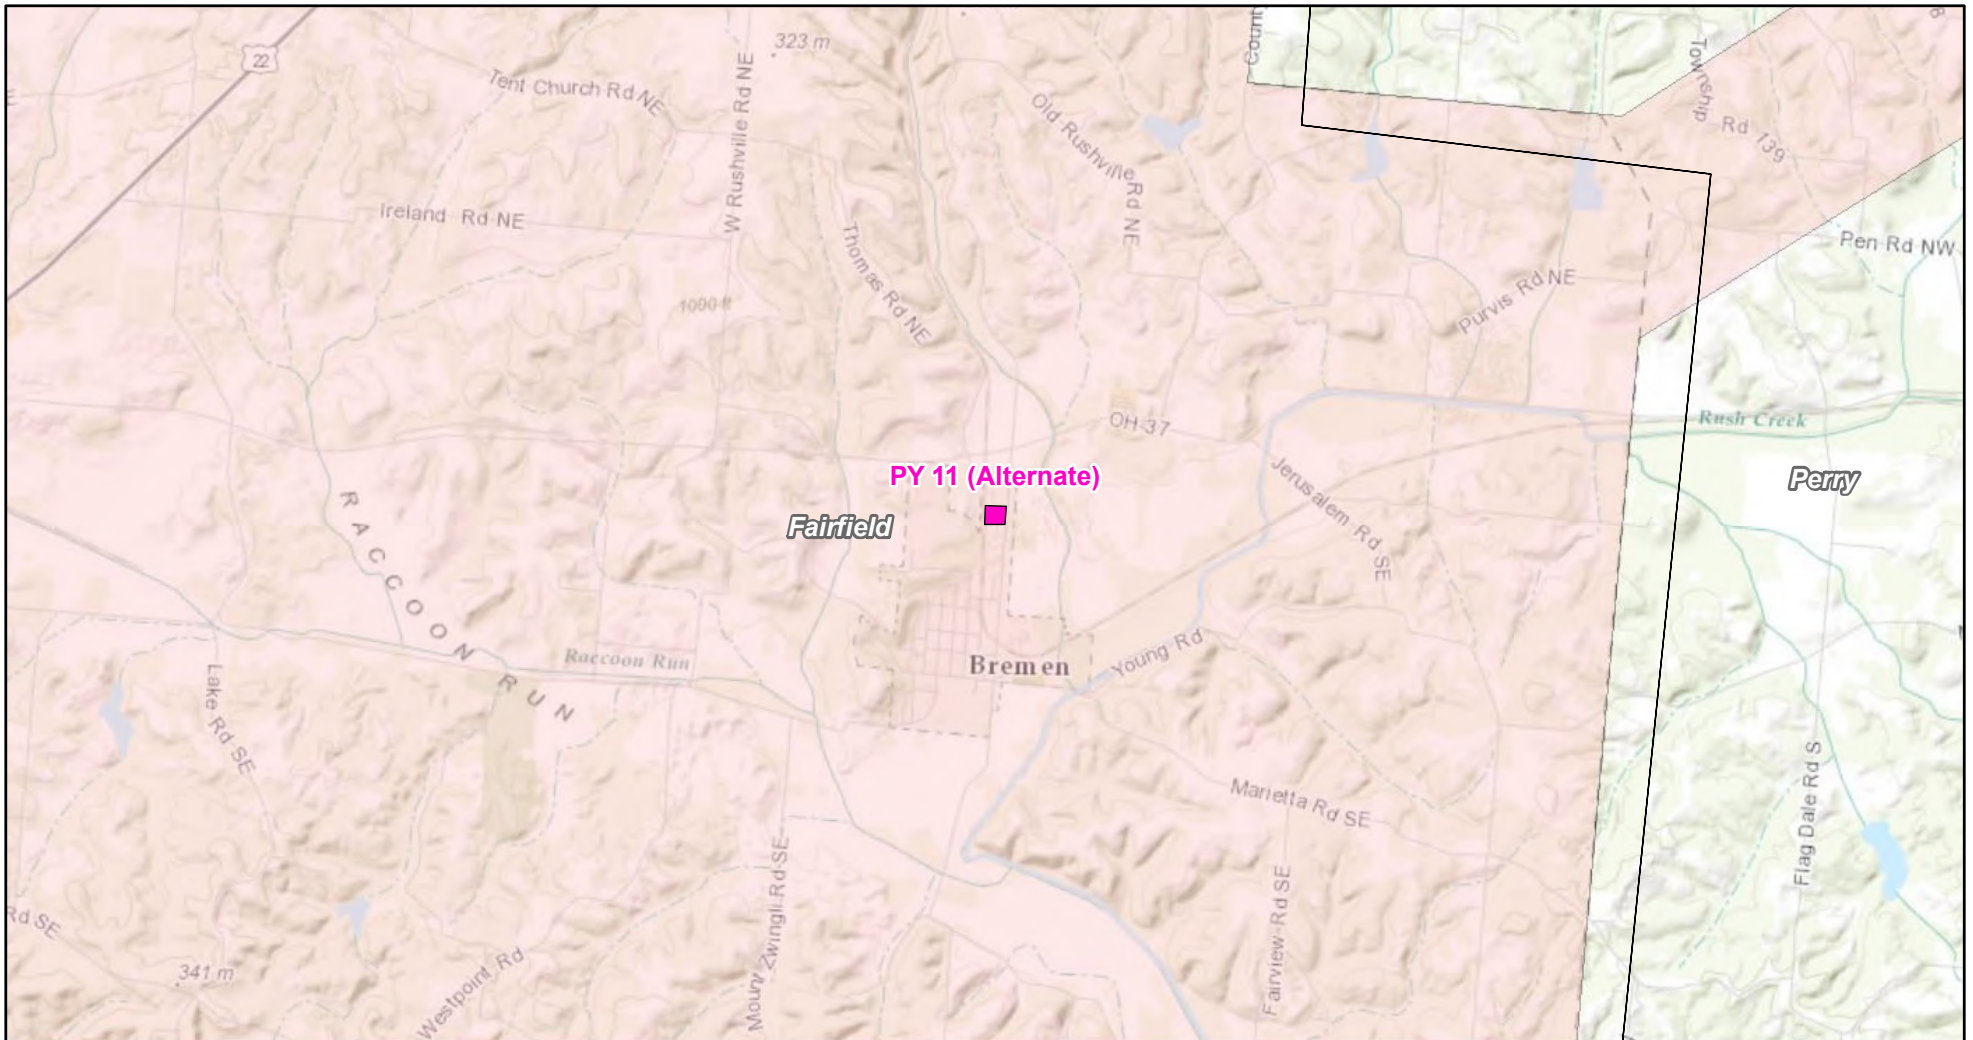 Count
Township
8
22
323 m
Tent Church Rd NE
W Rushville Rd NE
Old Rushville
Rd NE
Rd 139
Ireland Rd NE
Thomas Rd NE
Pen Rd NW
Purvis Rd NE
1000 ft
OH-37
Rush Creek
PY 11 (Alternate)
Perry
Fairfield
Jerusalem Rd SE
RACCOON RUN
Raccoon Run
Bremen
Young Rd
Lake Rd SE
Marietta Rd SE
Flag Dale Rd S
Mount Zwingli Rd SE
Fairview Rd SE
Rd SE
341 m
Westpoint Rd